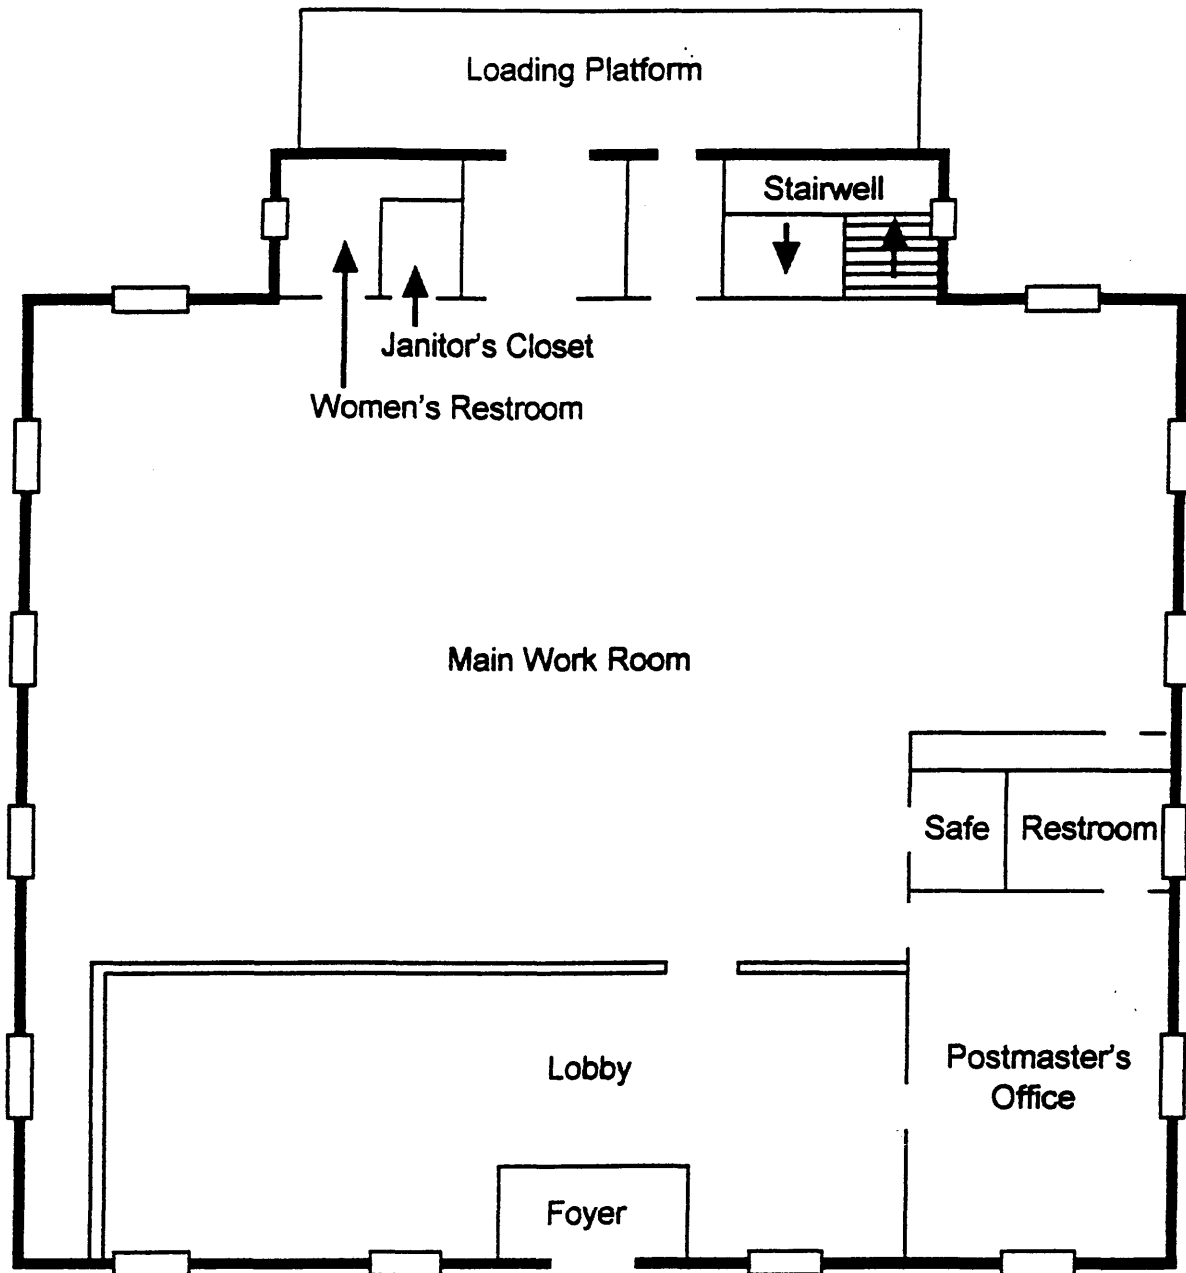 Loading Platform
Stairwell
Janitor's Closet
Women's Restroom
Main Work Room
Safe
Restroom
Lobby
Postmaster's
Office
Foyer